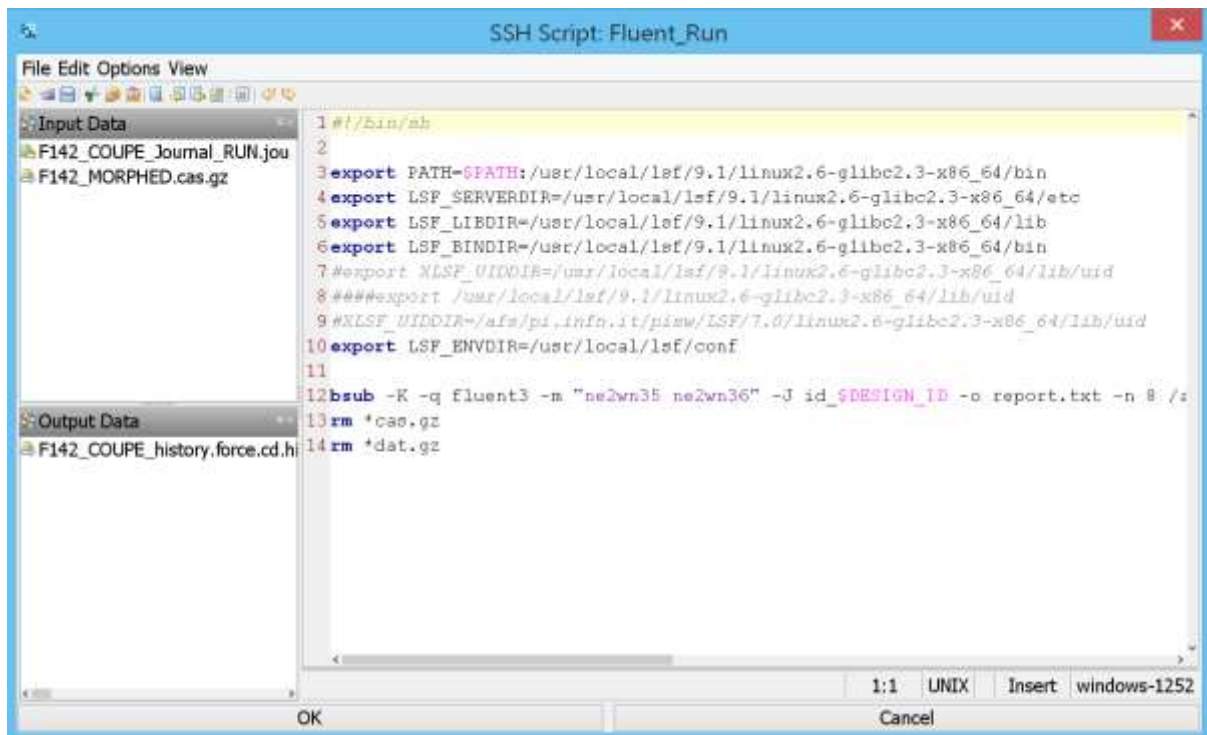 SSH Script: Fluent_Run
File Edit Options View
Input Data
F142_COUPE_Journal_RUN.jou
F142_MORPHED.cas.gz
Output Data
F142_COUPE_history.force.cd.hi
1 #!/bin/sh
2
3 export PATH=$PATH:/usr/local/lsf/9.1/linux2.6-glibc2.3-x86_64/bin
4 export LSF_SERVERDIR=/usr/local/lsf/9.1/linux2.6-glibc2.3-x86_64/etc
5 export LSF_LIBDIR=/usr/local/lsf/9.1/linux2.6-glibc2.3-x86_64/lib
6 export LSF_BINDIR=/usr/local/lsf/9.1/linux2.6-glibc2.3-x86_64/bin
7 #export XLSF_UIDDIR=/usr/local/lsf/9.1/linux2.6-glibc2.3-x86_64/lib/uid
8 ####export /usr/local/lsf/9.1/linux2.6-glibc2.3-x86_64/lib/uid
9 #XLSF_UIDDIR=/afs/pi.infn.it/pisw/LSF/7.0/linux2.6-glibc2.3-x86_64/lib/uid
10 export LSF_ENVDIR=/usr/local/lsf/conf
11
12 bsub -K -q fluent3 -m "ne2wn35 ne2wn36" -J id_$DESIGN_ID -o report.txt -n 8
13 rm *cas.gz
14 rm *dat.gz
1:1 UNIX Insert windows-1252
OK Cancel